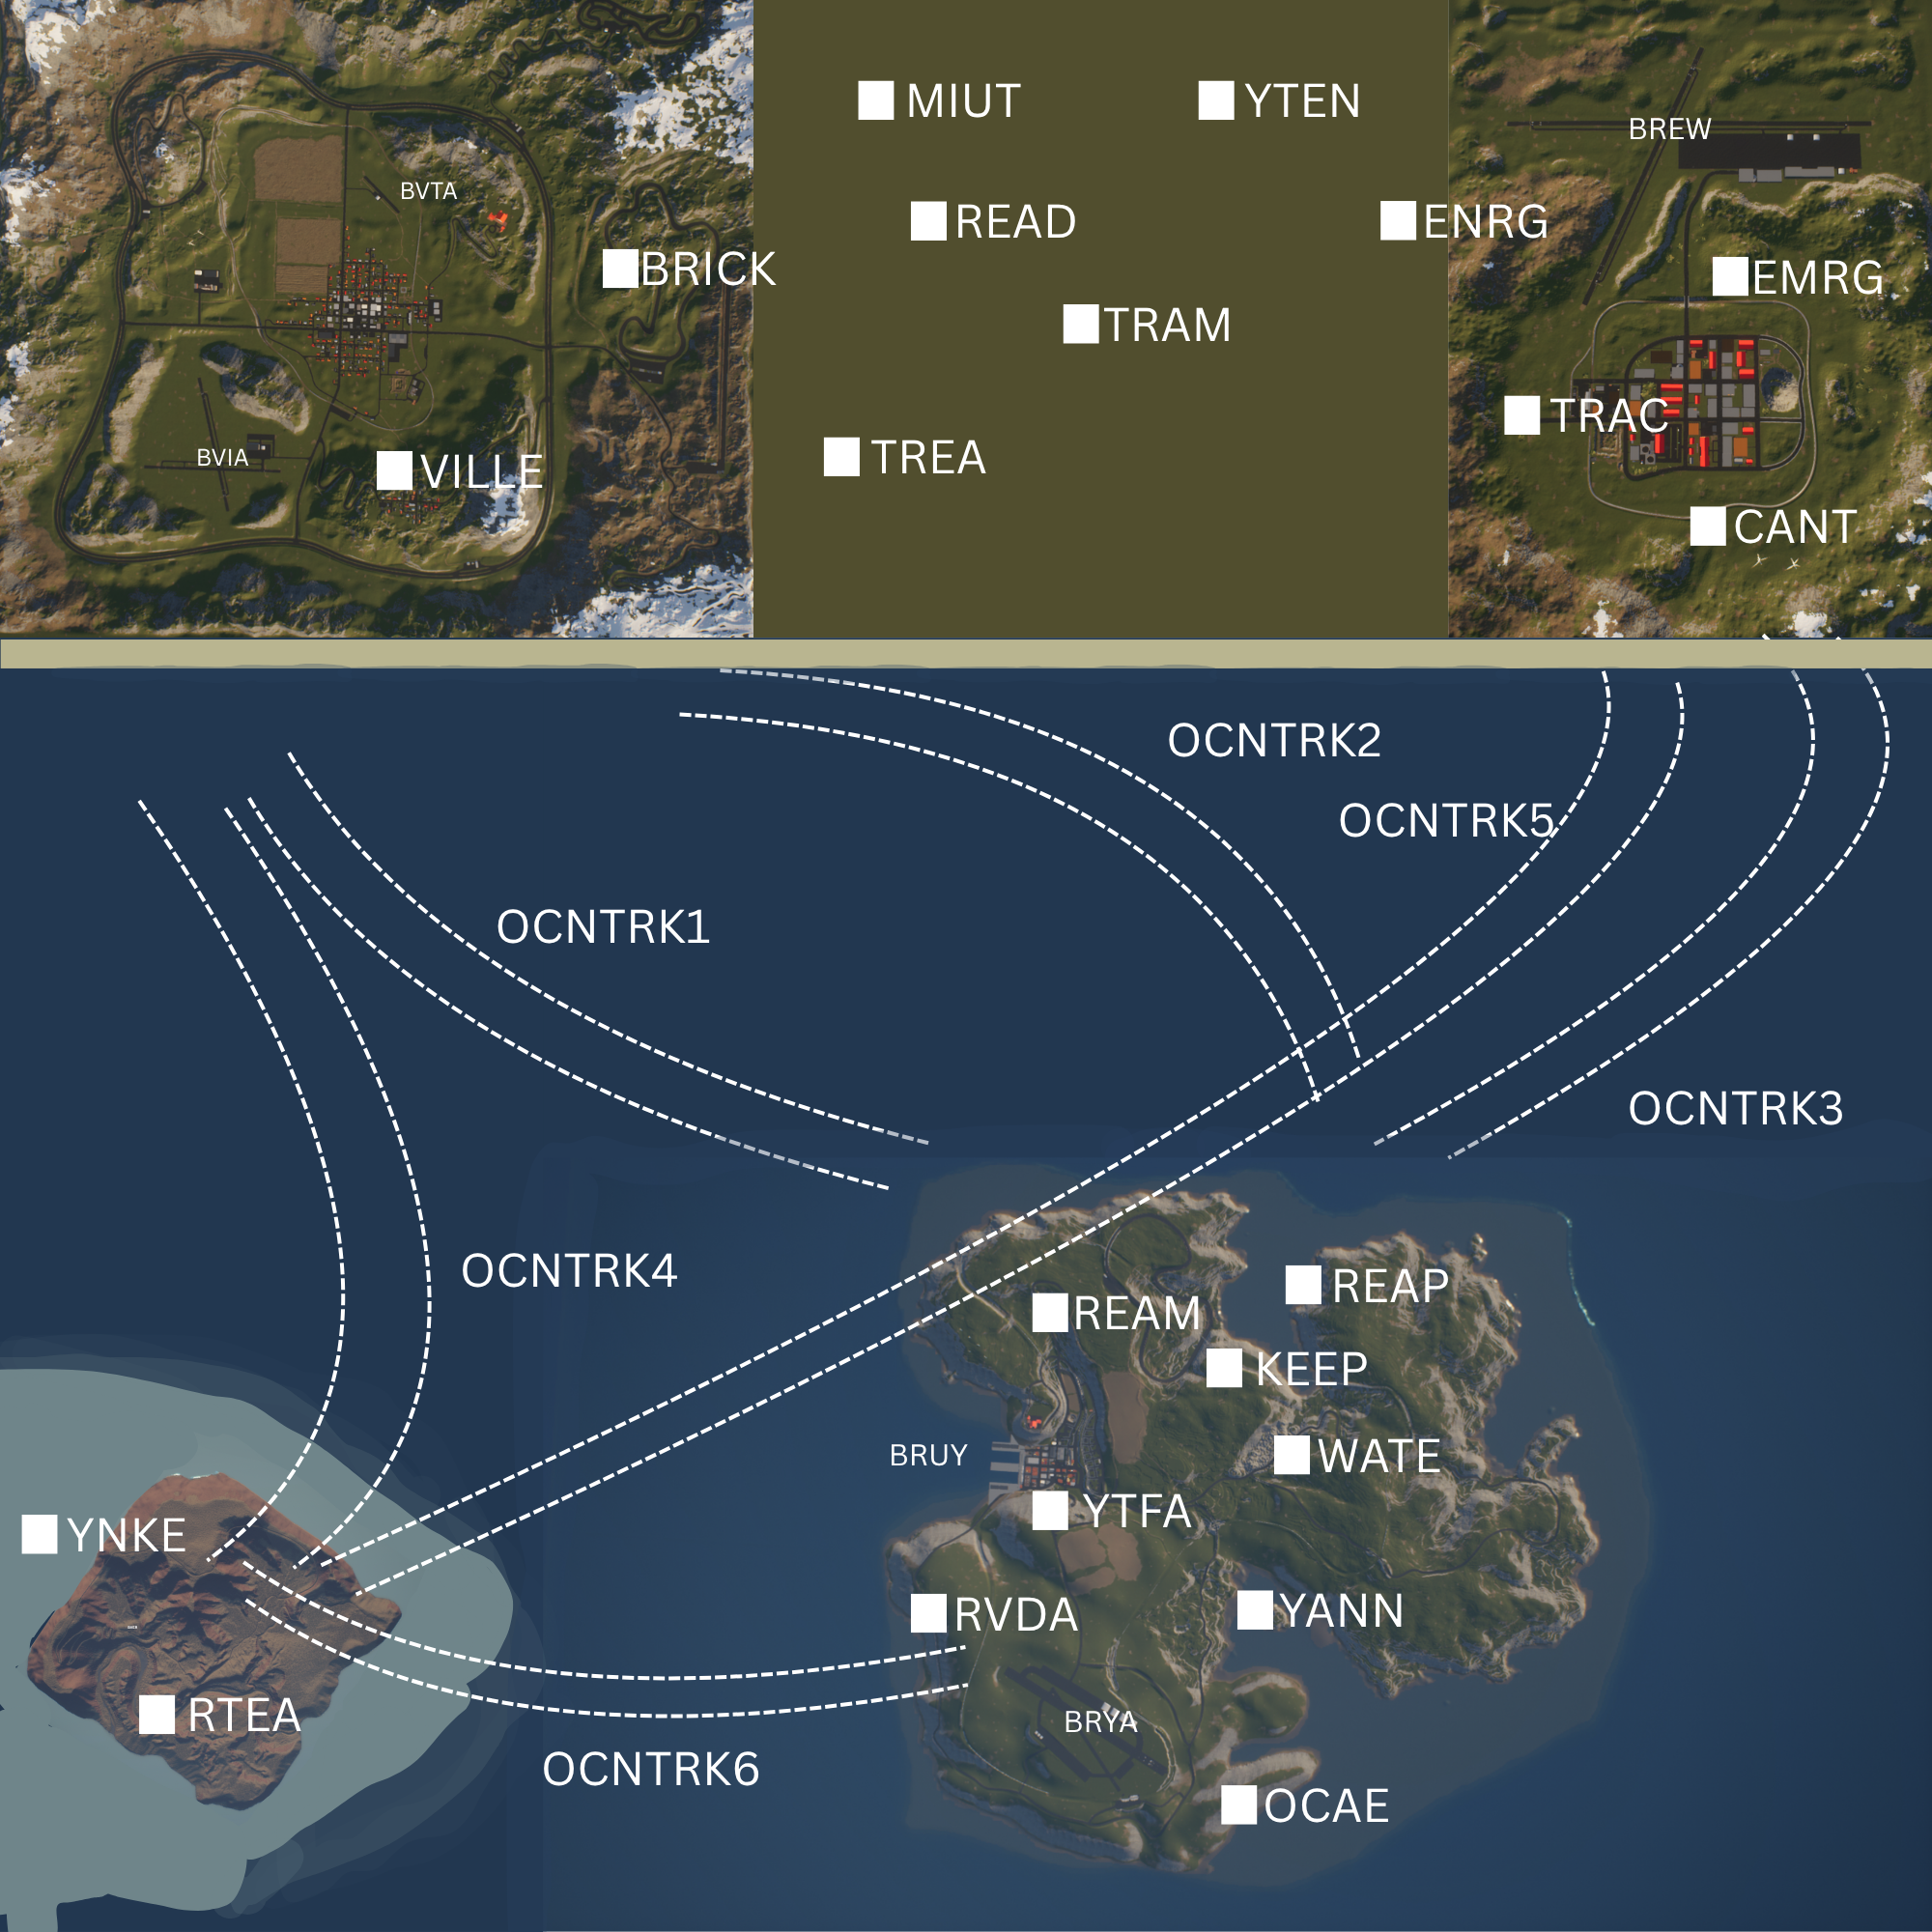 MIUT
YTEN
BREW
BVTA
READ
ENRG
BRICK
EMRG
TRAM
TRAC
BVIA
VILLE
TREA
CANT
OCNTRK2
OCNTRK5
OCNTRK1
OCNTRK3
OCNTRK4
REAP
REAM
KEEP
BRUY
WATE
YTFA
YNKE
RVDA
YANN
RTEA
BRYA
OCNTRK6
OCAE